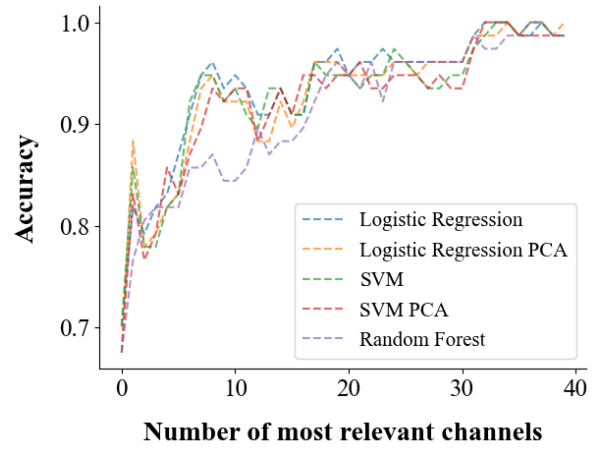 1.0
0.9
0.8
0.7
Accuracy
Logistic Regression
Logistic Regression PCA
SVM
SVM PCA
Random Forest
0 10 20 30 40
Number of most relevant channels